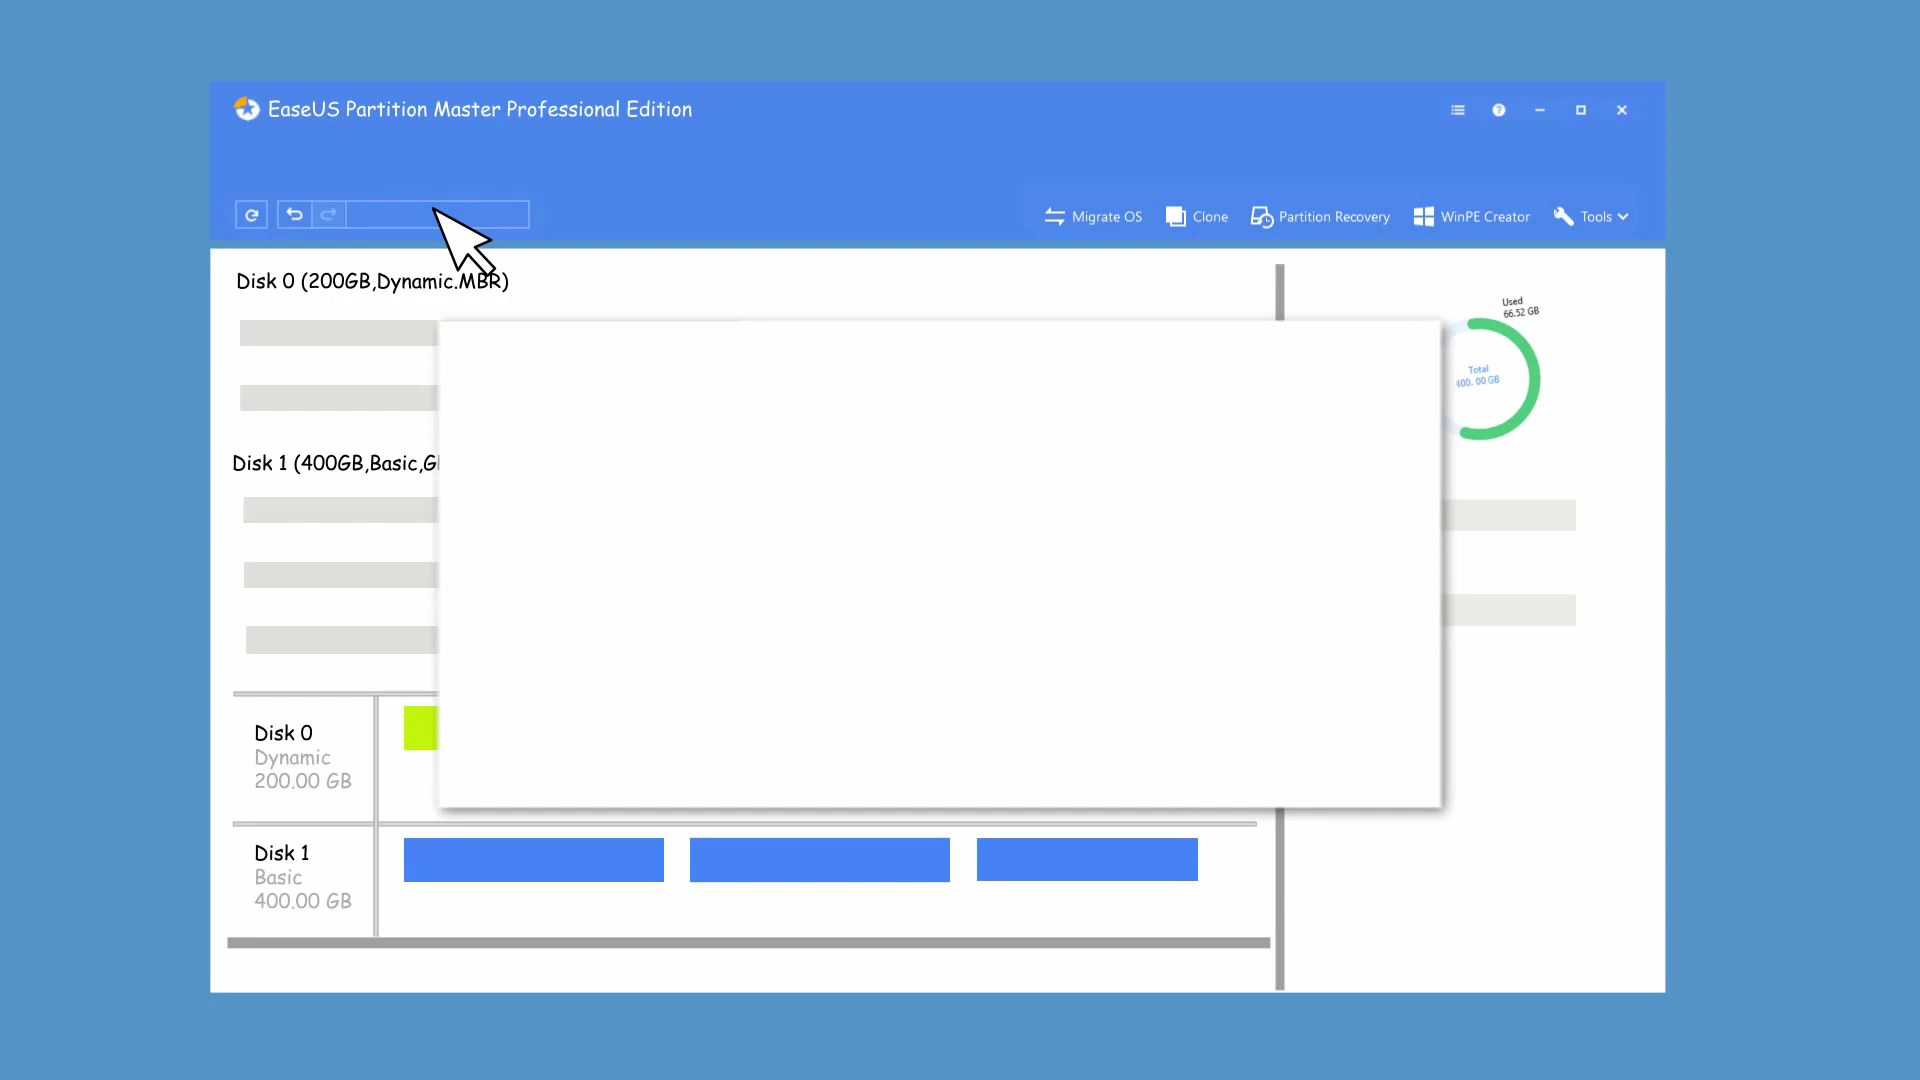 EaseUS Partition Master Professional Edition
Migrate OS
Clone
Partition Recovery
WinPE Creator
Tools
Disk 0 (200GB,Dynamic.MBR)
Used
66.52 GB
Total
400. 00 GB
Disk 1 (400GB,Basic,G
Disk 0
Dynamic
200.00 GB
Disk 1
Basic
400.00 GB